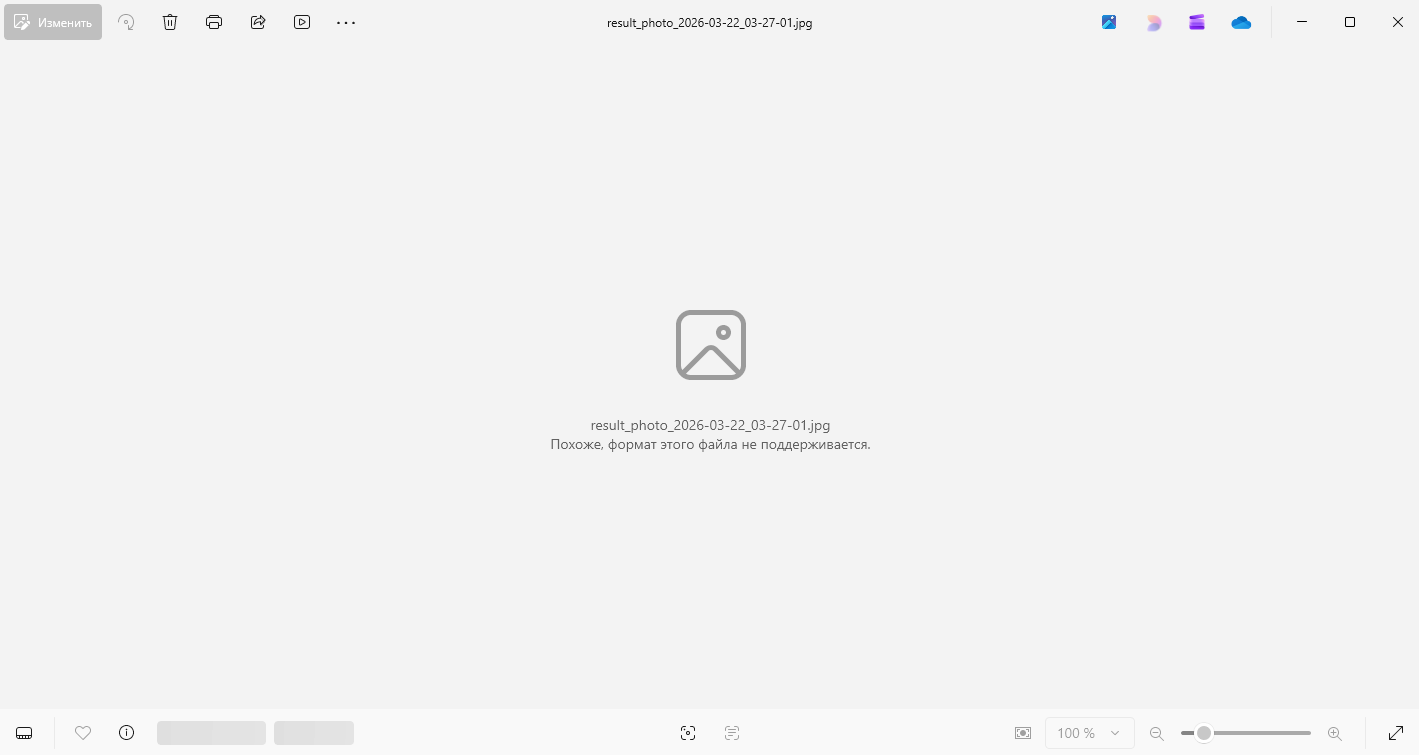 Изменить
result_photo_2026-03-22_03-27-01.jpg
result_photo_2026-03-22_03-27-01.jpg
Похоже, формат этого файла не поддерживается.
100 %